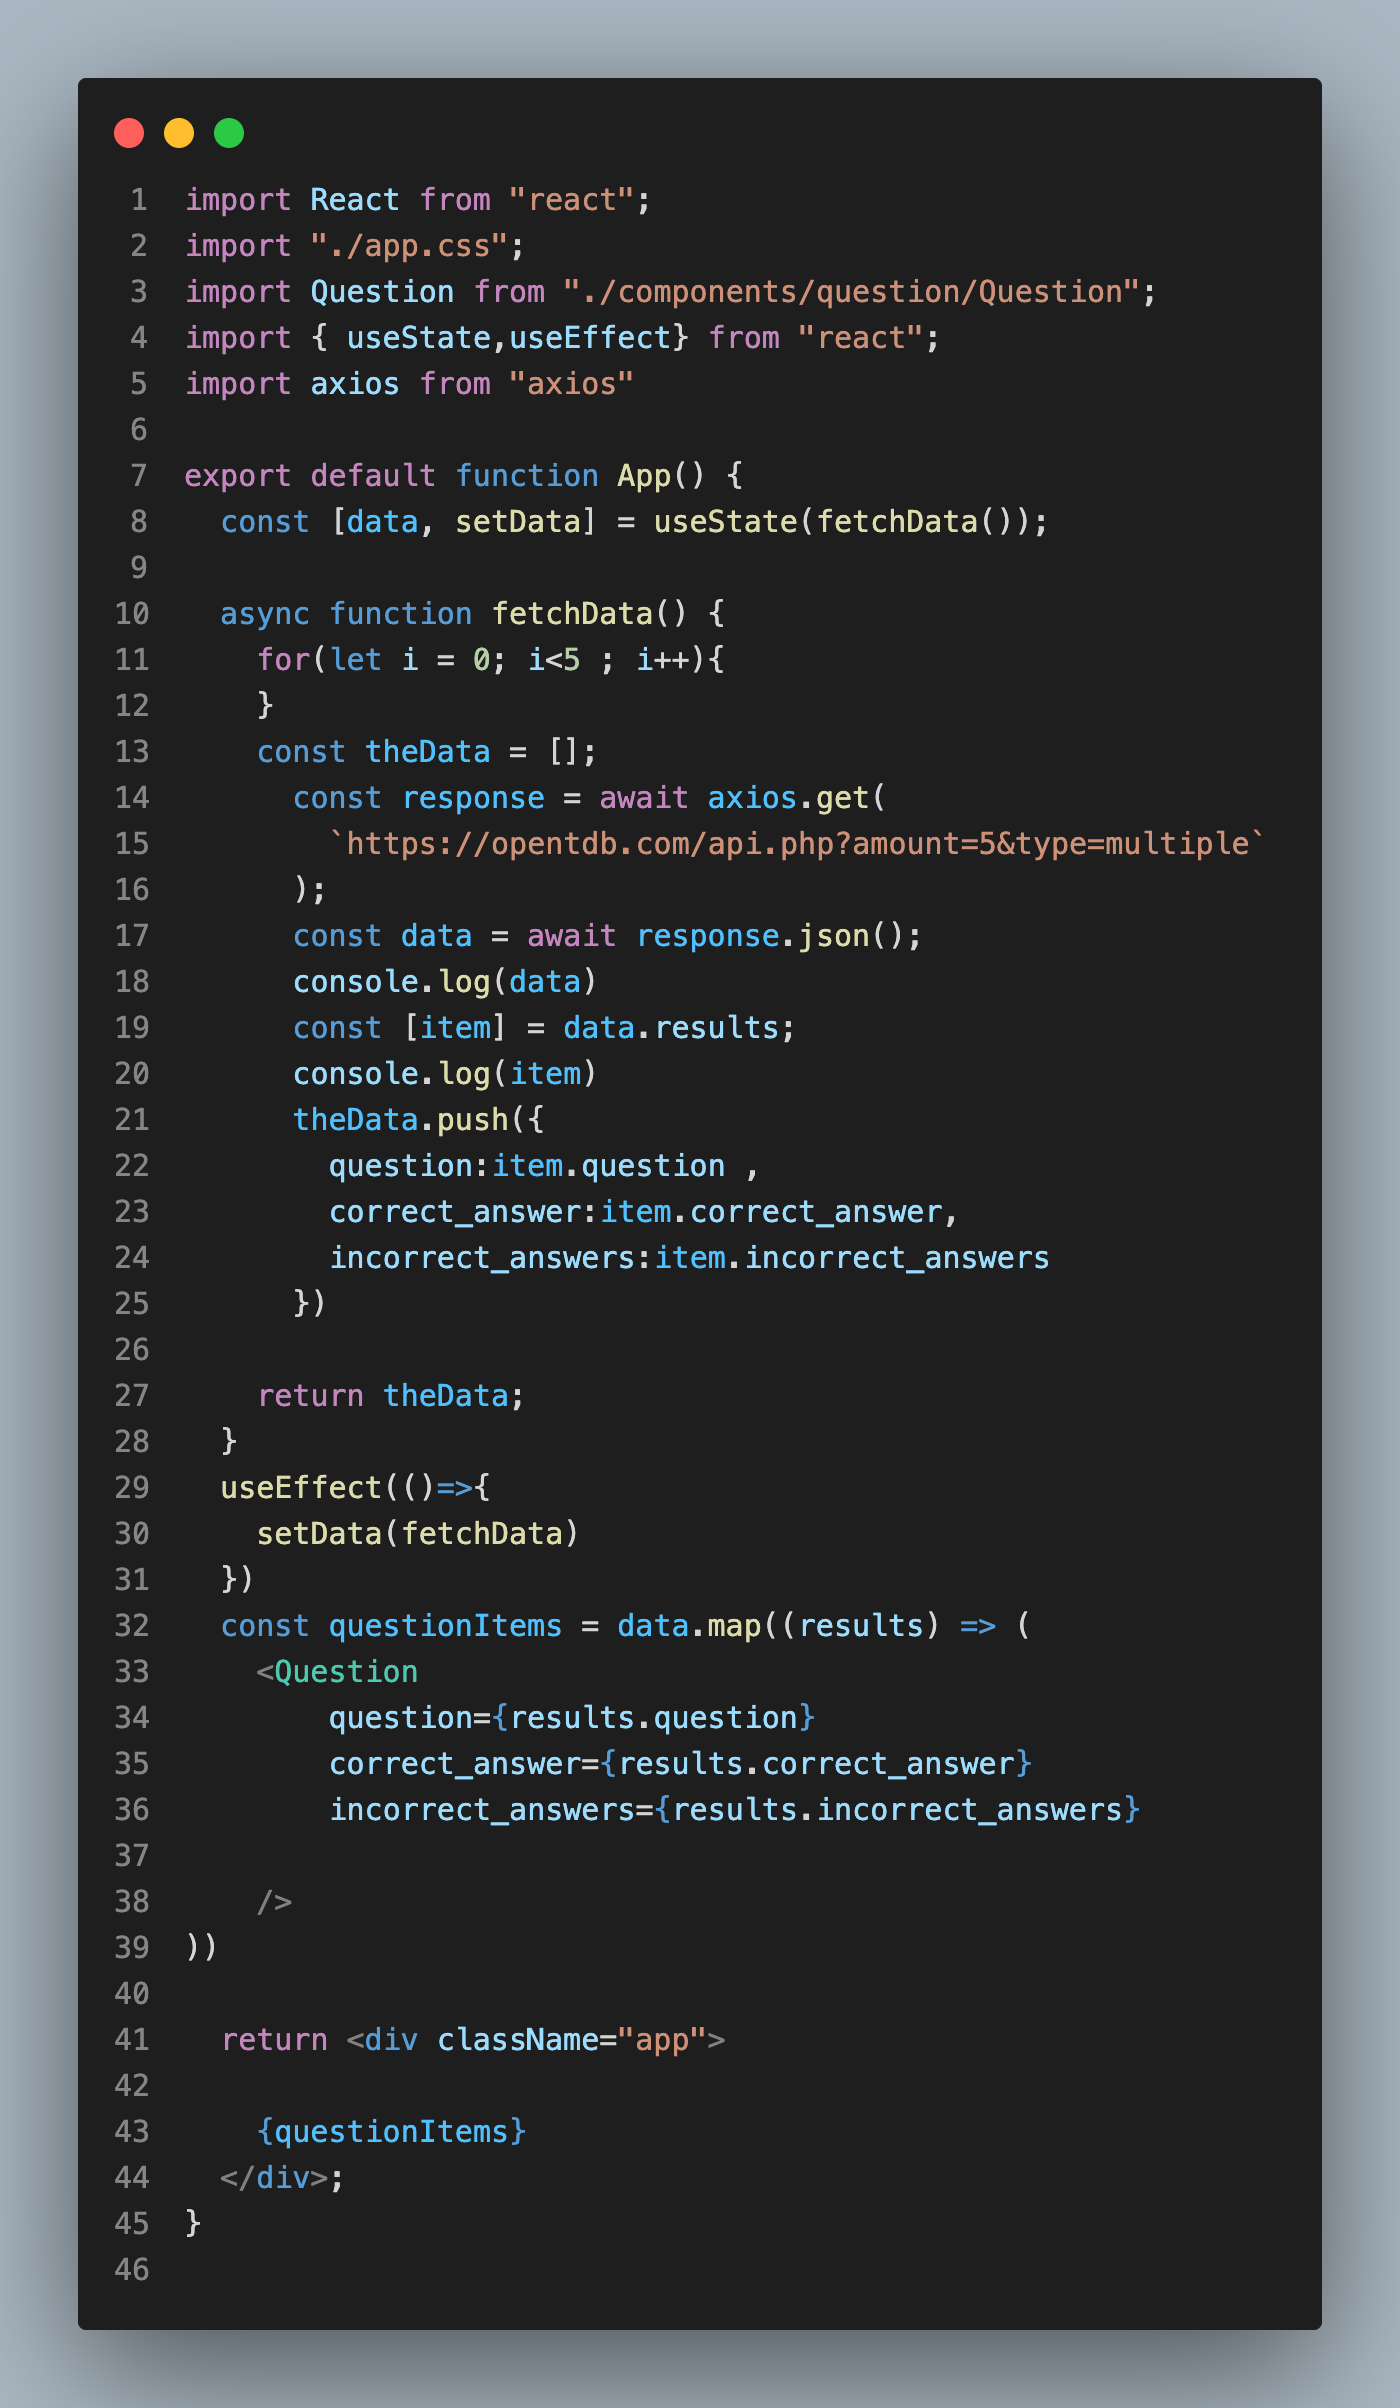 1 import React from "react";
2 import "./app.css";
3 import Question from "./components/question/Question";
4 import { useState,useEffect} from "react";
5 import axios from "axios"
6
7 export default function App() {
8   const [data, setData] = useState(fetchData());
9
10   async function fetchData() {
11     for(let i = 0; i<5 ; i++){
12     }
13     const theData = [];
14       const response = await axios.get(
15         `https://opentdb.com/api.php?amount=5&type=multiple`
16       );
17       const data = await response.json();
18       console.log(data)
19       const [item] = data.results;
20       console.log(item)
21       theData.push({
22         question:item.question ,
23         correct_answer:item.correct_answer,
24         incorrect_answers:item.incorrect_answers
25       })
26
27     return theData;
28   }
29   useEffect(()=>{
30     setData(fetchData)
31   })
32   const questionItems = data.map((results) => (
33     <Question
34         question={results.question}
35         correct_answer={results.correct_answer}
36         incorrect_answers={results.incorrect_answers}
37
38     />
39 ))
40
41   return <div className="app">
42
43     {questionItems}
44   </div>;
45 }
46